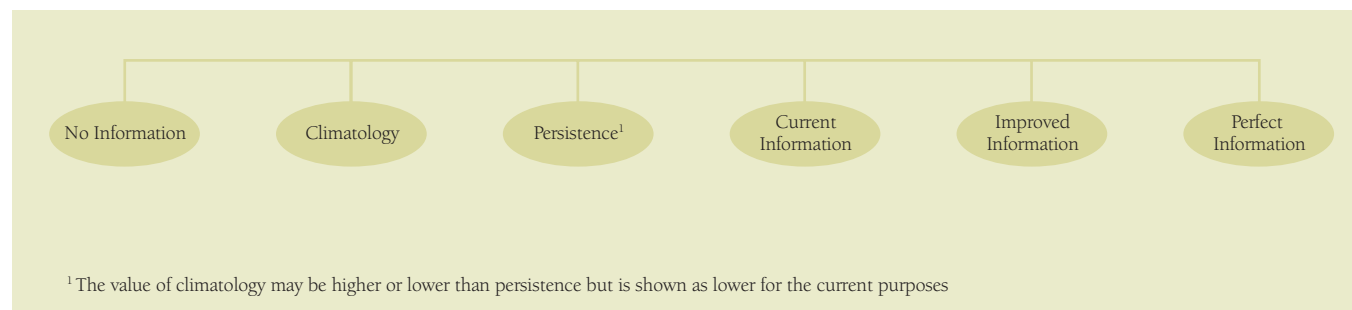 No Information
Climatology
Persistence¹
Current
Information
Improved
Information
Perfect
Information
¹ The value of climatology may be higher or lower than persistence but is shown as lower for the current purposes